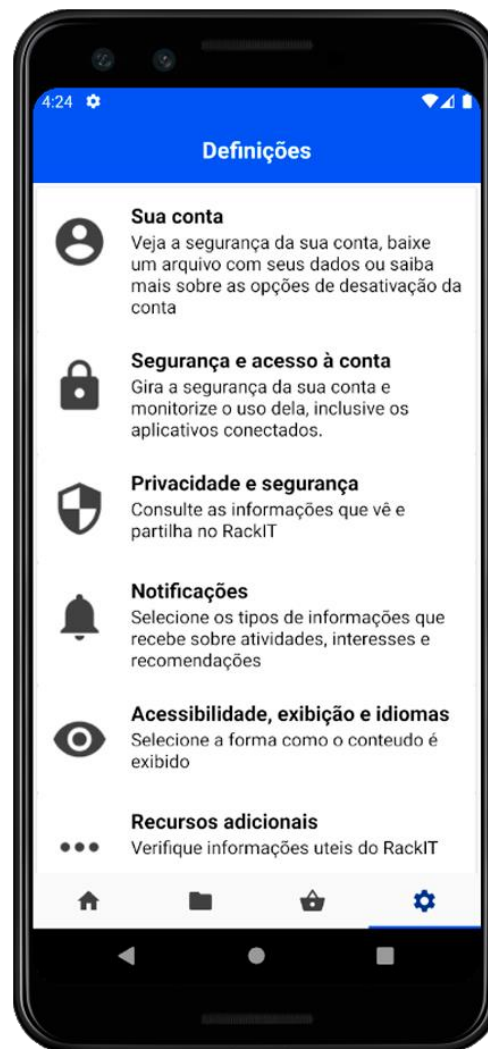 4:24
Definições
Sua conta
Veja a segurança da sua conta, baixe
um arquivo com seus dados ou saiba
mais sobre as opções de desativação da
conta
Segurança e acesso à conta
Gira a segurança da sua conta e
monitorize o uso dela, inclusive os
aplicativos conectados.
Privacidade e segurança
Consulte as informações que vê e
partilha no RackIT
Notificações
Selecione os tipos de informações que
recebe sobre atividades, interesses e
recomendações
Acessibilidade, exibição e idiomas
Selecione a forma como o conteudo é
exibido
Recursos adicionais
Verifique informações uteis do RackIT